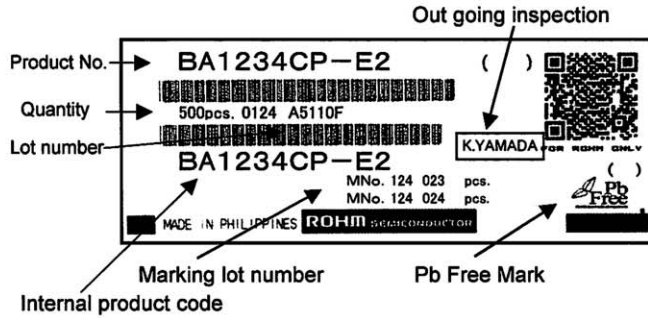 Out going inspection
Product No.
BA1234CP-E2
( )
Quantity
500pcs. 0124 A5110F
Lot number
K.YAMADA
FOR ROHM ONLY
BA1234CP-E2
( )
MNo. 124 023 pcs.
Pb
Free
MNo. 124 024 pcs.
MADE IN PHILIPPINES ROHM SEMICONDUCTOR
Marking lot number
Pb Free Mark
Internal product code